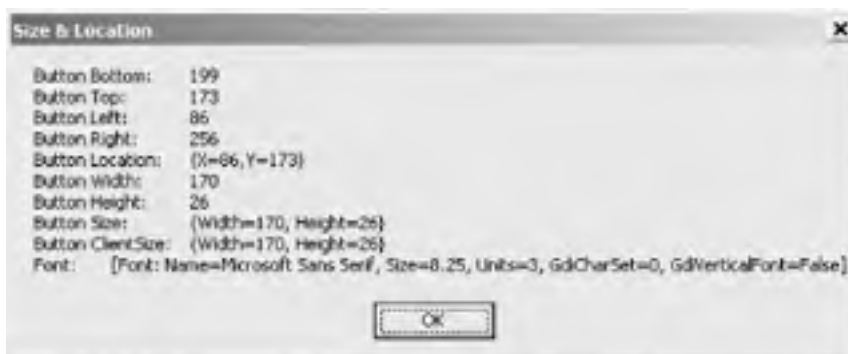 Size & Location
Button Bottom: 199
Button Top: 173
Button Left: 86
Button Right: 256
Button Location: {X=86,Y=173}
Button Width: 170
Button Height: 26
Button Size: {Width=170, Height=26}
Button ClientSize: {Width=170, Height=26}
Font: [Font: Name=Microsoft Sans Serif, Size=8.25, Units=3, GdiCharSet=0, GdiVerticalFont=False]
OK